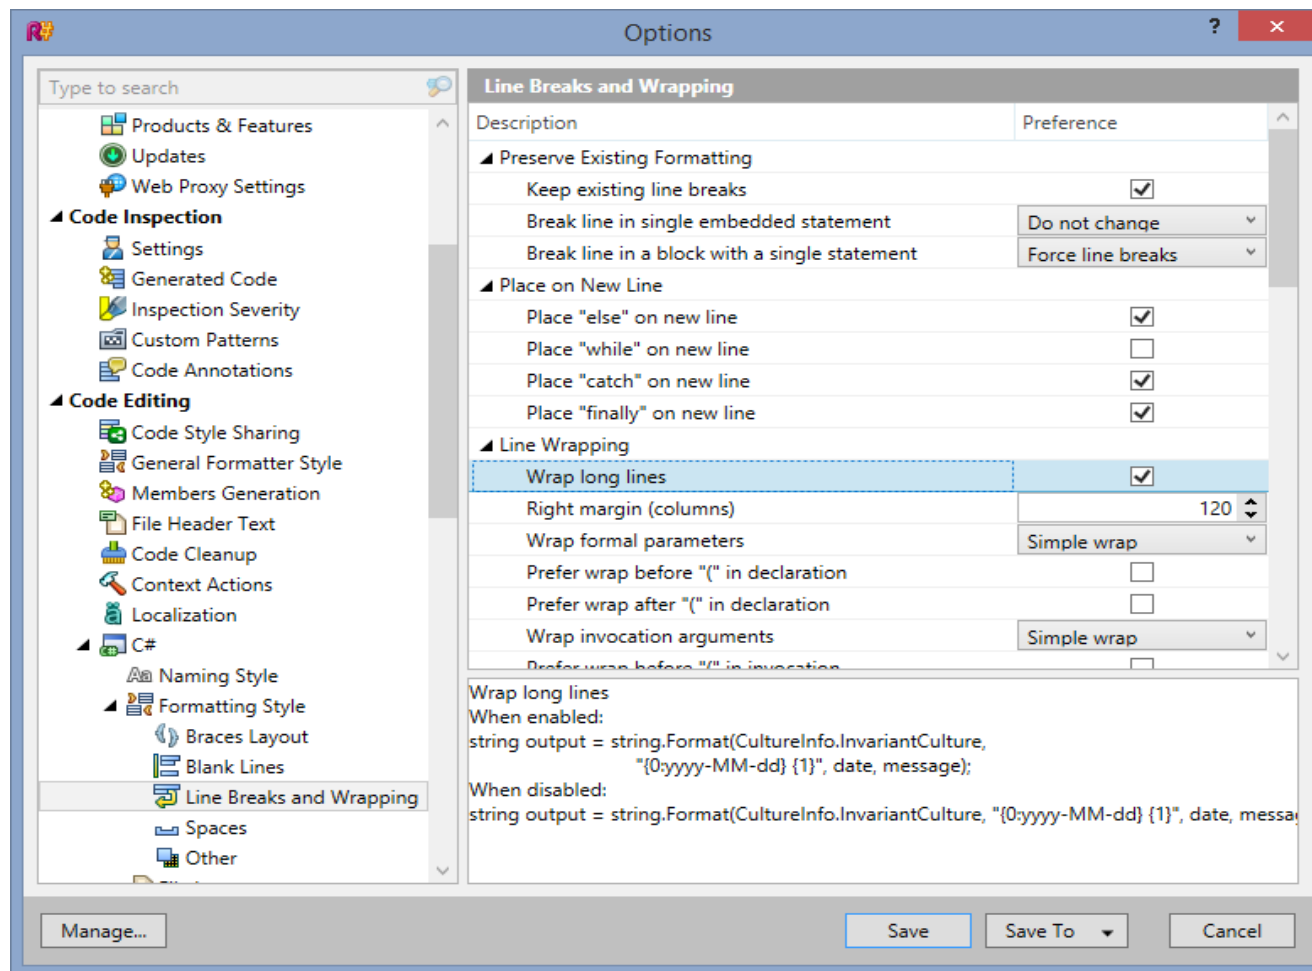 R#
Options
?
Type to search
Products & Features
Updates
Web Proxy Settings
Code Inspection
Settings
Generated Code
Inspection Severity
Custom Patterns
Code Annotations
Code Editing
Code Style Sharing
General Formatter Style
Members Generation
File Header Text
Code Cleanup
Context Actions
Localization
C#
Naming Style
Formatting Style
Braces Layout
Blank Lines
Line Breaks and Wrapping
Spaces
Other
Line Breaks and Wrapping
Description Preference
Preserve Existing Formatting
Keep existing line breaks
Break line in single embedded statement Do not change
Break line in a block with a single statement Force line breaks
Place on New Line
Place "else" on new line
Place "while" on new line
Place "catch" on new line
Place "finally" on new line
Line Wrapping
Wrap long lines
Right margin (columns) 120
Wrap formal parameters Simple wrap
Prefer wrap before "(" in declaration
Prefer wrap after "(" in declaration
Wrap invocation arguments Simple wrap
Prefer wrap before "(" in invocation
Wrap long lines
When enabled:
string output = string.Format(CultureInfo.InvariantCulture,
"{0:yyyy-MM-dd} {1}", date, message);
When disabled:
string output = string.Format(CultureInfo.InvariantCulture, "{0:yyyy-MM-dd} {1}", date, messa
Manage...
Save
Save To
Cancel